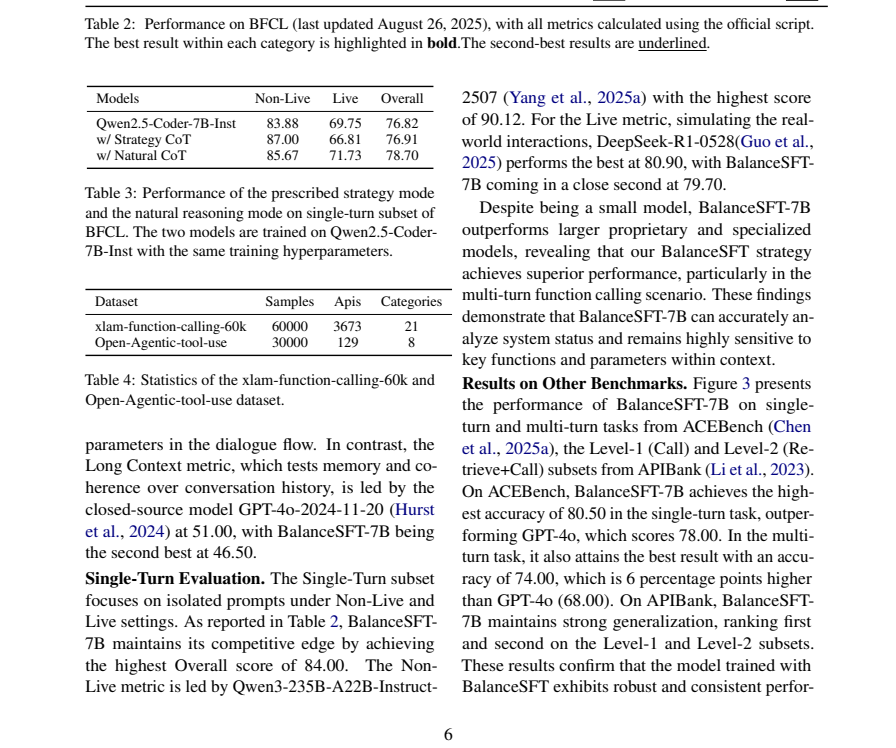 Table 2: Performance on BFCL (last updated August 26, 2025), with all metrics calculated using the official script.
The best result within each category is highlighted in bold.The second-best results are underlined.
Models Non-Live Live Overall
Qwen2.5-Coder-7B-Inst 83.88 69.75 76.82
w/ Strategy CoT 87.00 66.81 76.91
w/ Natural CoT 85.67 71.73 78.70
Table 3: Performance of the prescribed strategy mode
and the natural reasoning mode on single-turn subset of
BFCL. The two models are trained on Qwen2.5-Coder-
7B-Inst with the same training hyperparameters.
Dataset Samples Apis Categories
xlam-function-calling-60k 60000 3673 21
Open-Agentic-tool-use 30000 129 8
Table 4: Statistics of the xlam-function-calling-60k and
Open-Agentic-tool-use dataset.
parameters in the dialogue flow. In contrast, the
Long Context metric, which tests memory and co-
herence over conversation history, is led by the
closed-source model GPT-4o-2024-11-20 (Hurst
et al., 2024) at 51.00, with BalanceSFT-7B being
the second best at 46.50.
Single-Turn Evaluation. The Single-Turn subset
focuses on isolated prompts under Non-Live and
Live settings. As reported in Table 2, BalanceSFT-
7B maintains its competitive edge by achieving
the highest Overall score of 84.00. The Non-
Live metric is led by Qwen3-235B-A22B-Instruct-
2507 (Yang et al., 2025a) with the highest score
of 90.12. For the Live metric, simulating the real-
world interactions, DeepSeek-R1-0528(Guo et al.,
2025) performs the best at 80.90, with BalanceSFT-
7B coming in a close second at 79.70.
Despite being a small model, BalanceSFT-7B
outperforms larger proprietary and specialized
models, revealing that our BalanceSFT strategy
achieves superior performance, particularly in the
multi-turn function calling scenario. These findings
demonstrate that BalanceSFT-7B can accurately an-
alyze system status and remains highly sensitive to
key functions and parameters within context.
Results on Other Benchmarks. Figure 3 presents
the performance of BalanceSFT-7B on single-
turn and multi-turn tasks from ACEBench (Chen
et al., 2025a), the Level-1 (Call) and Level-2 (Re-
trieve+Call) subsets from APIBank (Li et al., 2023).
On ACEBench, BalanceSFT-7B achieves the high-
est accuracy of 80.50 in the single-turn task, outper-
forming GPT-4o, which scores 78.00. In the multi-
turn task, it also attains the best result with an accu-
racy of 74.00, which is 6 percentage points higher
than GPT-4o (68.00). On APIBank, BalanceSFT-
7B maintains strong generalization, ranking first
and second on the Level-1 and Level-2 subsets.
These results confirm that the model trained with
BalanceSFT exhibits robust and consistent perfor-
6